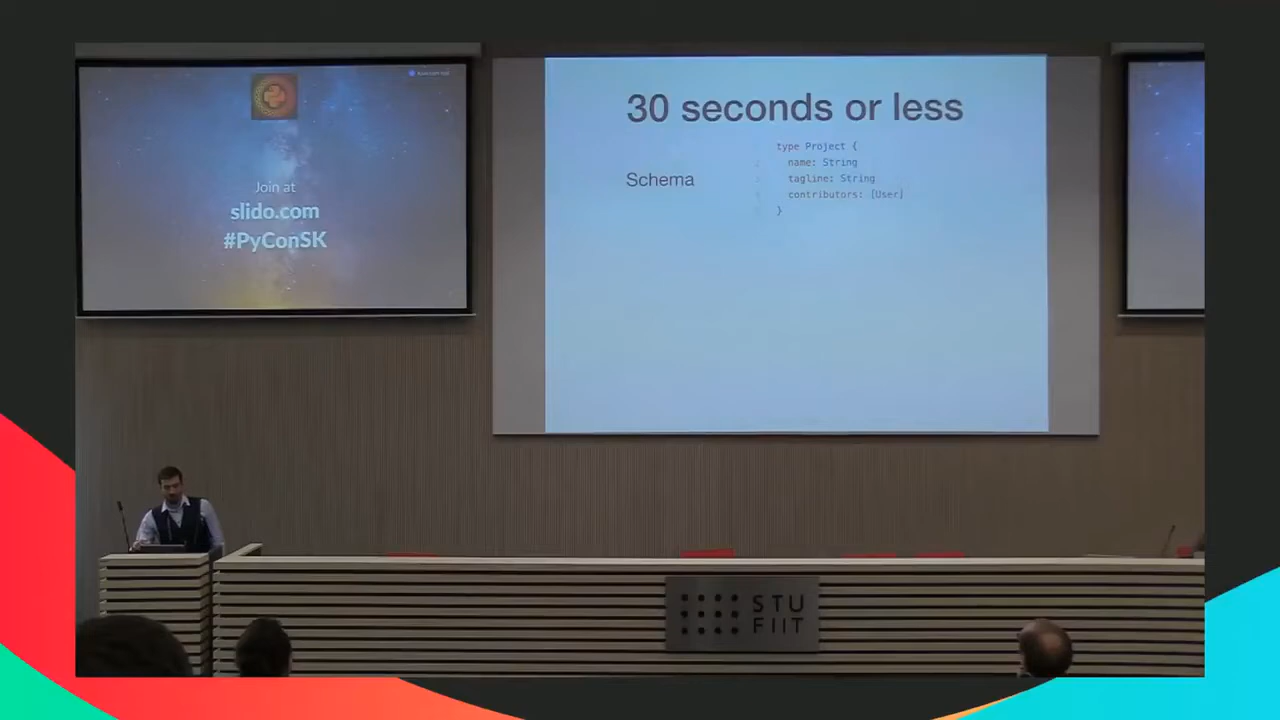 Join at
slido.com
#PyConSK
30 seconds or less
Schema
type Project {
name: String
tagline: String
contributors: [User]
}
STU
FIIT